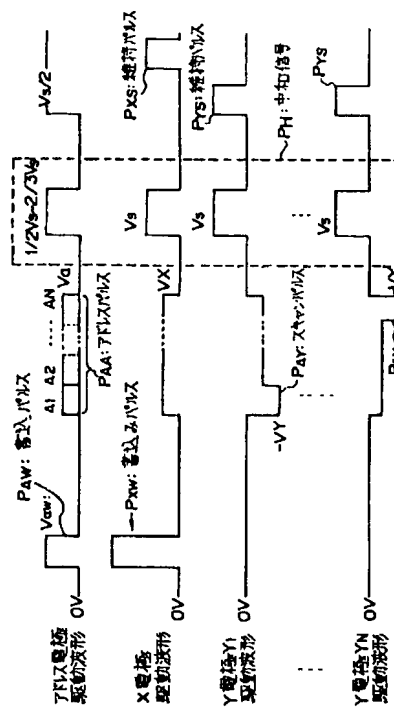 アドレス電極
駆動波形
0V
Vaw:
PAW: 書込パルス
A1 A2 ‥‥ AN
Va
PAA: アドレスパルス
1/2Vs~2/3Vs
Vs/2
X電極
駆動波形
0V
PXW: 書込みパルス
VX
Vs
PXS: 維持パルス
Y電極Y1
駆動波形
0V
-VY
PAY: スキャンパルス
Vs
PYS: 維持パルス
PH: 中和信号
‥‥
‥‥
‥‥
Y電極YN
駆動波形
0V
Vs
PYS